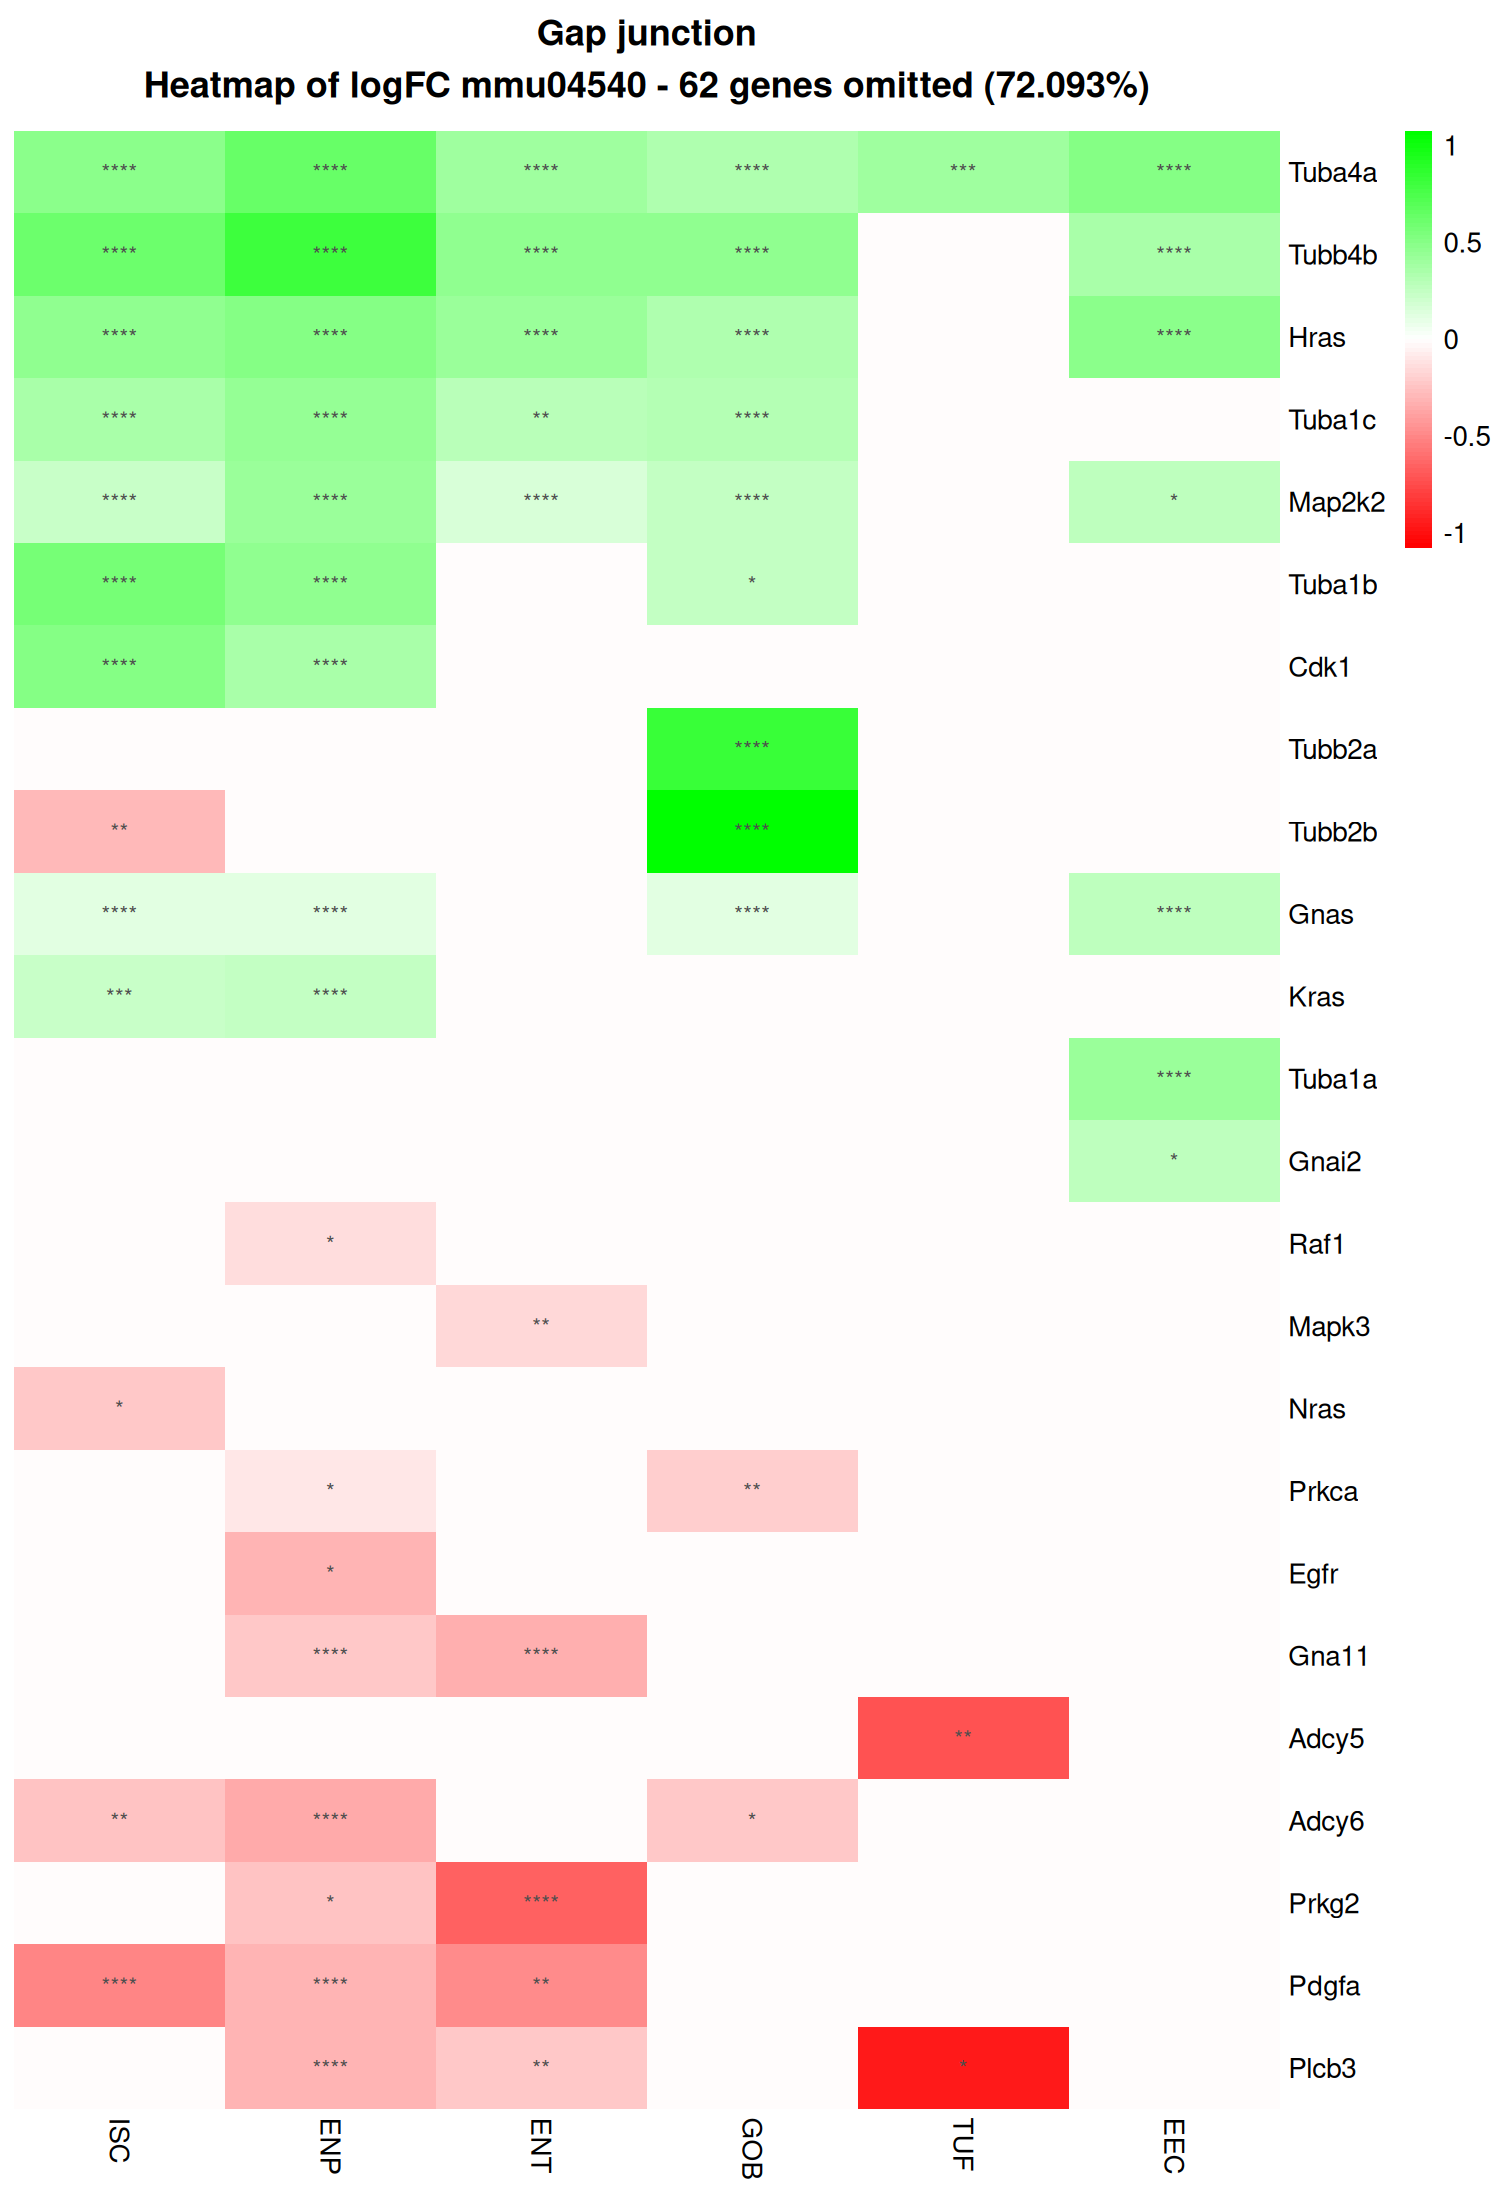 Gap junction
Heatmap of logFC mmu04540 - 62 genes omitted (72.093%)
**** **** **** **** *** **** Tuba4a
**** **** **** **** **** Tubb4b
**** **** **** **** **** Hras
**** **** ** **** Tuba1c
**** **** **** **** * Map2k2
**** **** * Tuba1b
**** **** Cdk1
**** Tubb2a
** **** Tubb2b
**** **** **** **** Gnas
*** **** Kras
**** Tuba1a
* Gnai2
* Raf1
** Mapk3
* Nras
* ** Prkca
* Egfr
**** **** Gna11
** Adcy5
** **** * Adcy6
* **** Prkg2
**** **** ** Pdgfa
**** ** * Plcb3
ISC ENP ENT GOB TUF EEC
1
0.5
0
-0.5
-1